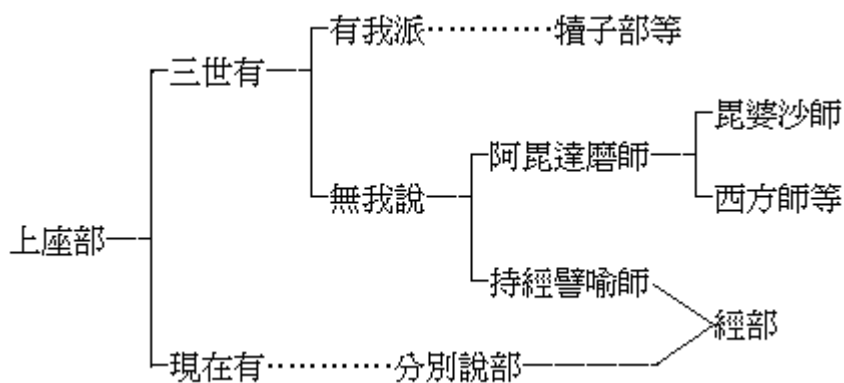 有我派…………犢子部等
三世有
毘婆沙師
阿毘達磨師
無我說
西方師等
上座部
持經譬喻師
經部
現在有…………分別說部